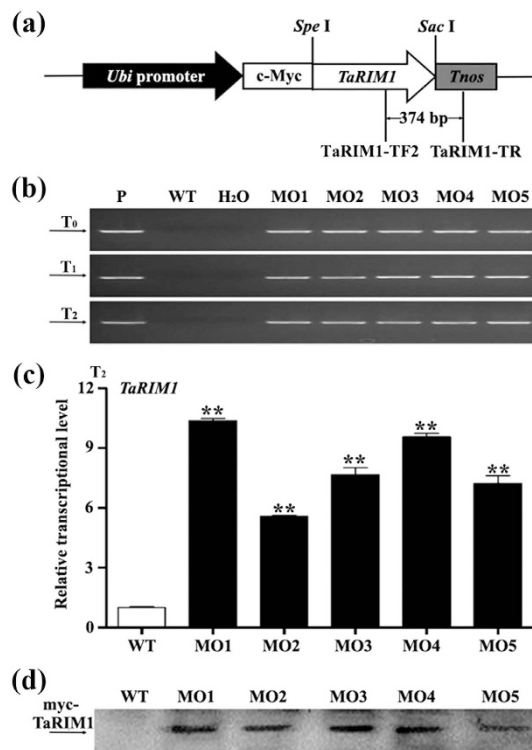 (a)
Spe I Sac I
Ubi promoter c-Myc TaRIM1 Tnos
374 bp
TaRIM1-TF2 TaRIM1-TR
(b)
P WT H2O MO1 MO2 MO3 MO4 MO5
T0
T1
T2
(c)
T2
TaRIM1
Relative transcriptional level
12
9
6
3
0
** ** ** ** **
WT MO1 MO2 MO3 MO4 MO5
(d)
WT MO1 MO2 MO3 MO4 MO5
myc-
TaRIM1